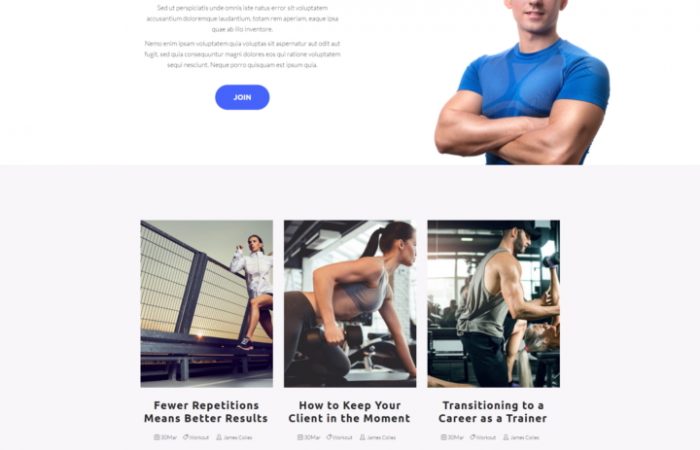 Sed ut perspiciatis unde omnis iste natus error sit voluptatem
accusantium doloremque laudantium, totam rem aperiam, eaque ipsa
quae ab illo inventore.
Nemo enim ipsam voluptatem quia voluptas sit aspernatur aut odit aut
fugit, sed quia consequuntur magni dolores eos qui ratione voluptatem
sequi nesciunt. Neque porro quisquam est ipsum quia.
JOIN
Fewer Repetitions
Means Better Results
30Mar Workout James Colies
How to Keep Your
Client in the Moment
30Mar Workout James Colies
Transitioning to a
Career as a Trainer
30Mar Workout James Colies